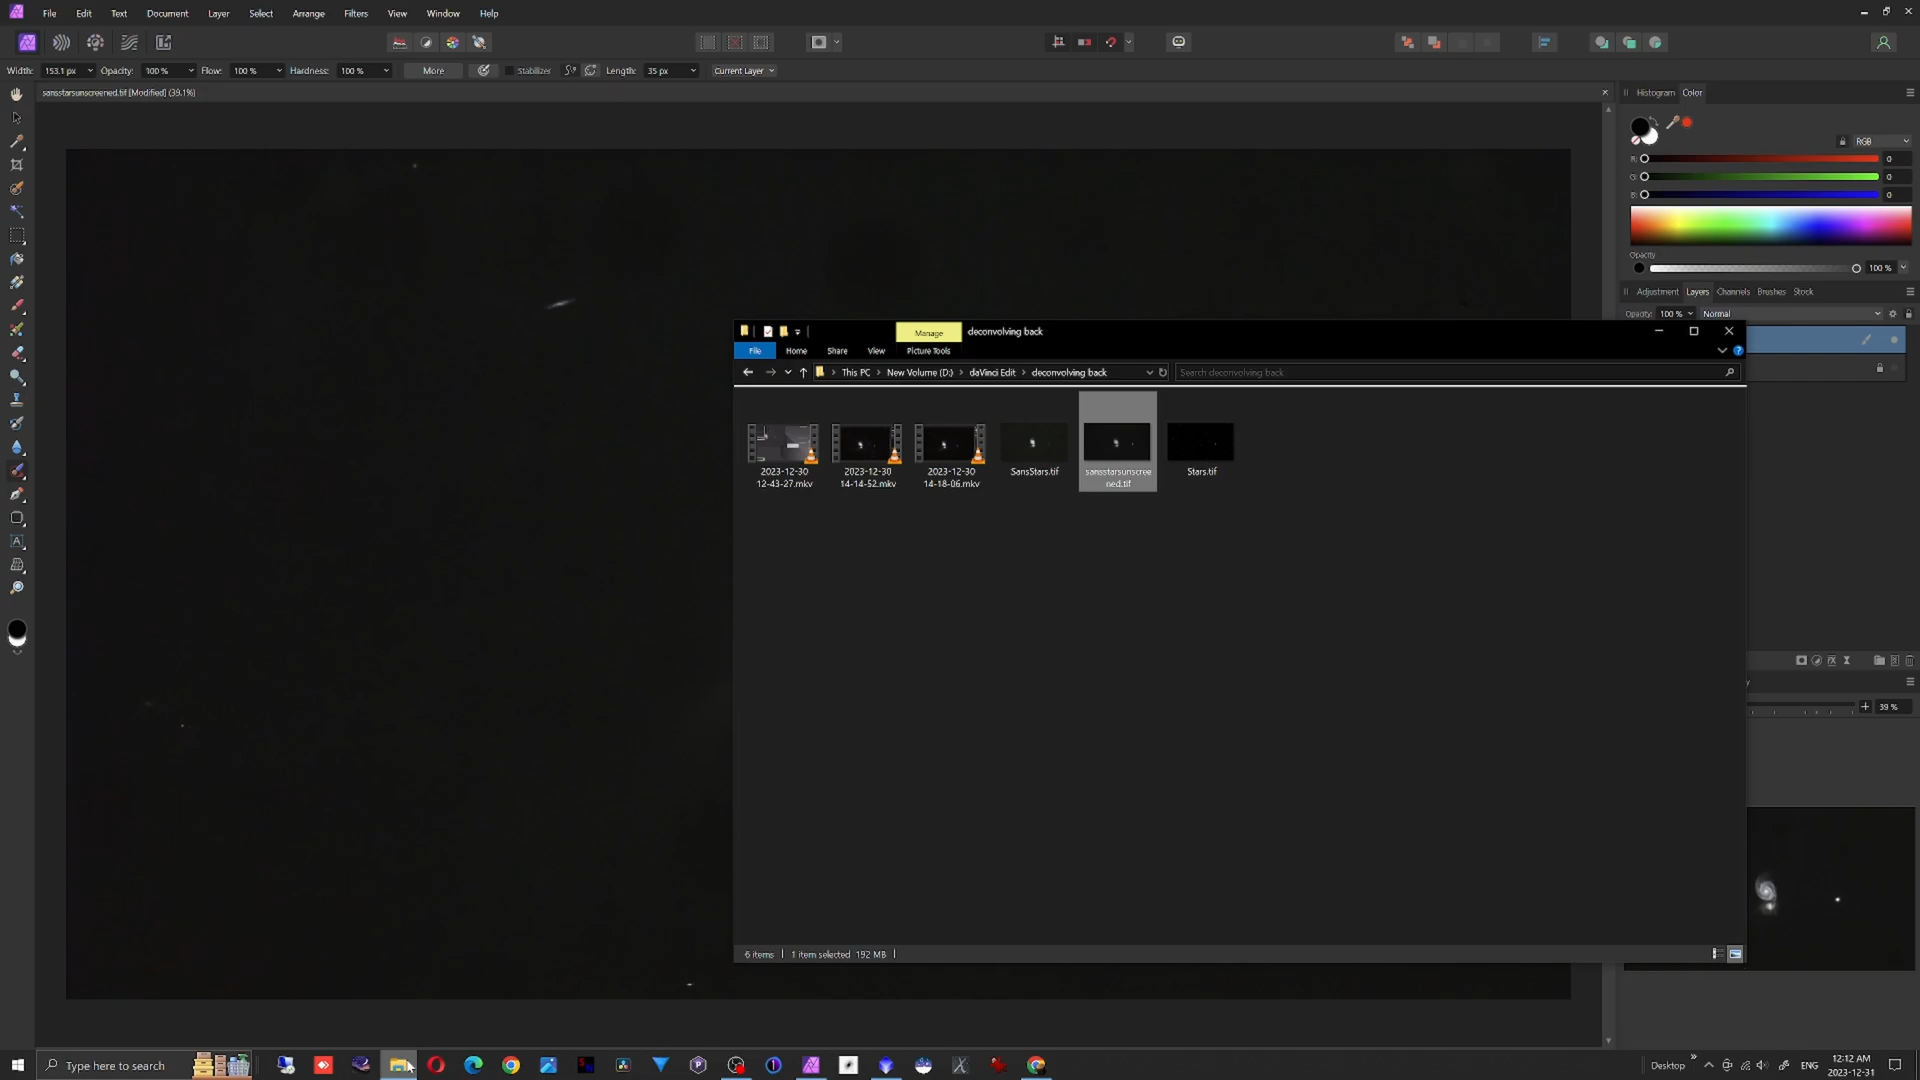 File Edit Text Document Layer Select Arrange Filters View Window Help
Width: 153.1 px Opacity: 100 % Flow: 100 % Hardness: 100 % More Stabilizer Length: 35 px Current Layer
sansstarsunscreened.tif [Modified] (39.1%)
Histogram Color
RGB
R: 0
G: 0
B: 0
Opacity
100 %
Adjustment Layers Channels Brushes Stock
Opacity: 100 % Normal
Manage deconvolving back
File Home Share View Picture Tools
This PC New Volume (D:) daVinci Edit deconvolving back Search deconvolving back
2023-12-30 12-43-27.mkv
2023-12-30 14-14-52.mkv
2023-12-30 14-18-06.mkv
SansStars.tif
sansstarsunscree
ned.tif
Stars.tif
39 %
6 items 1 item selected 192 MB
Type here to search
Desktop ENG 12:12 AM
2023-12-31